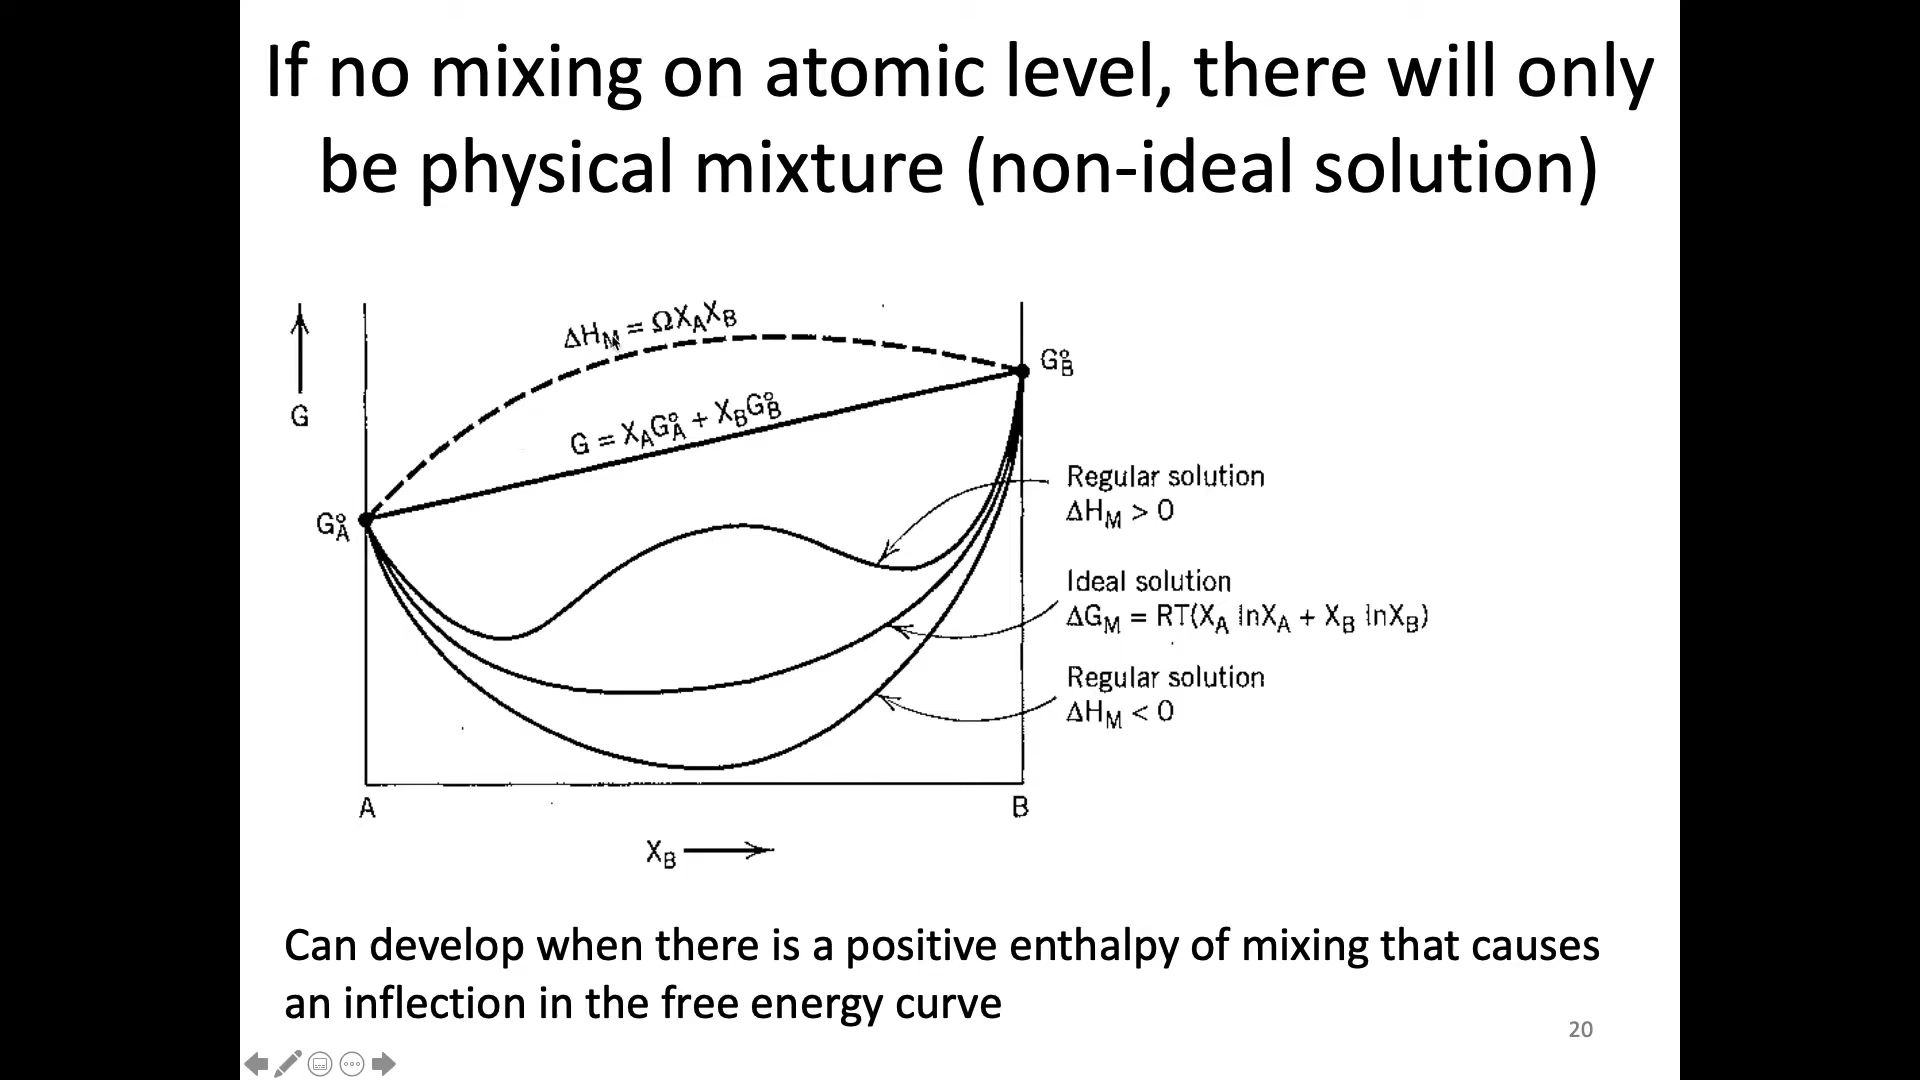 If no mixing on atomic level, there will only
be physical mixture (non-ideal solution)
ΔH_M = ΩX_AX_B
G°_B
G
G = X_AG°_A + X_BG°_B
Regular solution
ΔH_M > 0
G°_A
Ideal solution
ΔG_M = RT(X_A lnX_A + X_B lnX_B)
Regular solution
ΔH_M < 0
A
B
X_B
Can develop when there is a positive enthalpy of mixing that causes
an inflection in the free energy curve
20